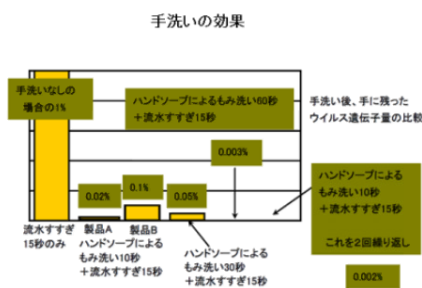 手洗いの効果
手洗いなしの
場合の1%
ハンドソープによるもみ洗い60秒
+流水すすぎ15秒
手洗い後、手に残った
ウイルス遺伝子量の比較
0.003%
0.02%
0.1%
0.05%
ハンドソープによる
もみ洗い10秒
+流水すすぎ15秒
これを2回繰り返し
0.002%
流水すすぎ
15秒のみ
製品A
製品B
ハンドソープによる
もみ洗い10秒
+流水すすぎ15秒
ハンドソープによる
もみ洗い30秒
+流水すすぎ15秒